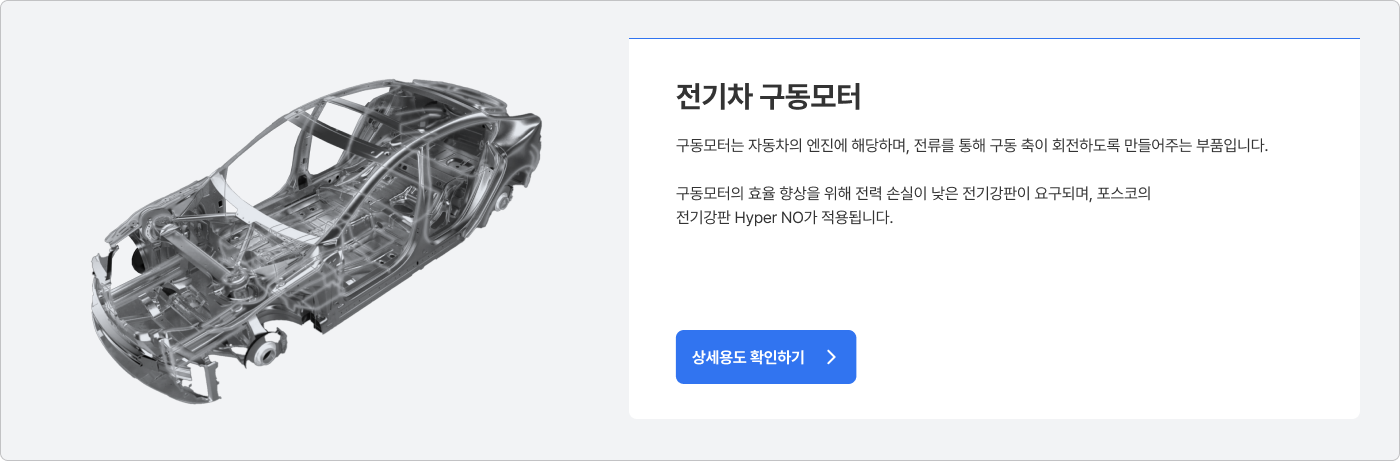 전기차 구동모터
구동모터는 자동차의 엔진에 해당하며, 전류를 통해 구동 축이 회전하도록 만들어주는 부품입니다.
구동모터의 효율 향상을 위해 전력 손실이 낮은 전기강판이 요구되며, 포스코의
전기강판 Hyper NO가 적용됩니다.
상세용도 확인하기